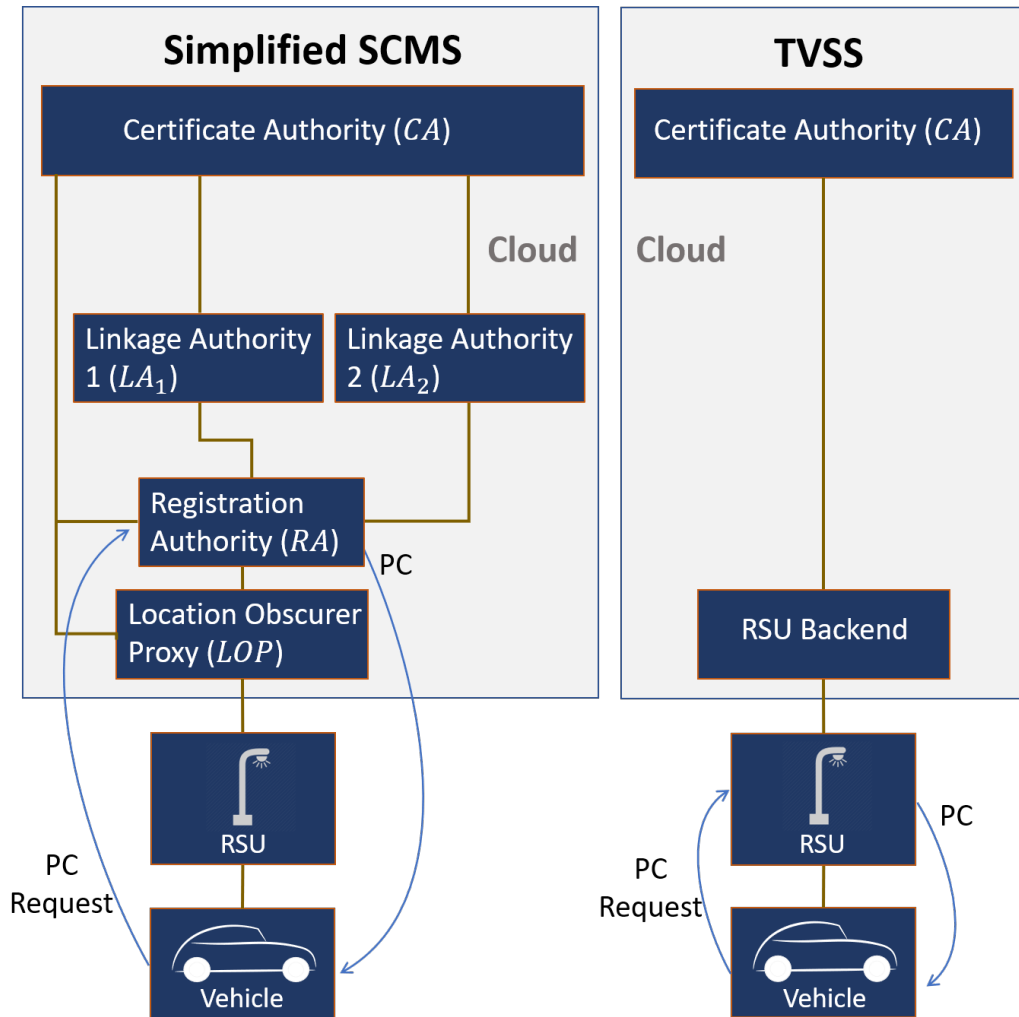 Simplified SCMS
Certificate Authority (CA)
Cloud
Linkage Authority
1 (LA₁)
Linkage Authority
2 (LA₂)
Registration
Authority (RA)
PC
Location Obscurer
Proxy (LOP)
RSU
PC
Request
Vehicle
TVSS
Certificate Authority (CA)
Cloud
RSU Backend
RSU
PC
PC
Request
Vehicle